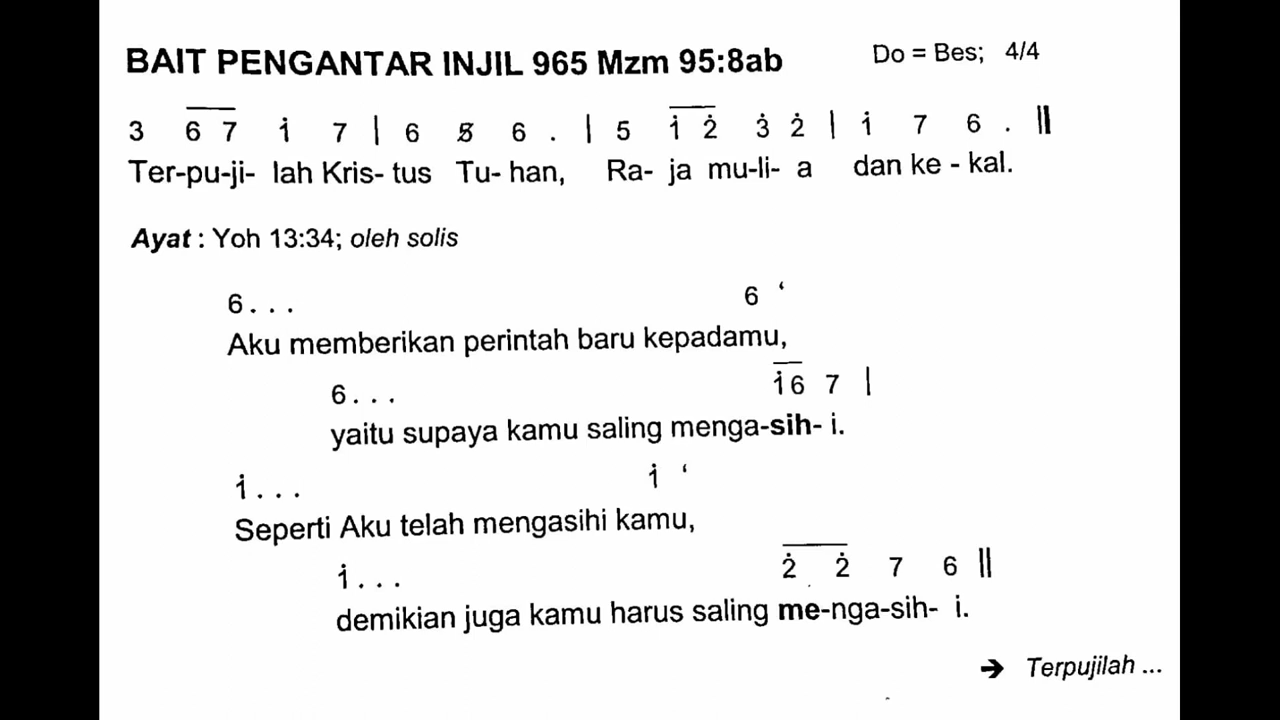 BAIT PENGANTAR INJIL 965 Mzm 95:8ab Do = Bes; 4/4
3 6 7 i̇ 7 | 6 5̸ 6 . | 5 i̇ 2̇ 3̇ 2̇ | i̇ 7 6 . ||
Ter-pu-ji- lah Kris- tus Tu- han, Ra- ja mu-li- a dan ke - kal.
Ayat : Yoh 13:34; oleh solis
6 . . . 6 ‘
Aku memberikan perintah baru kepadamu,
6 . . . 1̇6 7 |
yaitu supaya kamu saling menga-sih- i.
1̇ . . . 1̇ ‘
Seperti Aku telah mengasihi kamu,
1̇ . . . 2̇ 2̇ 7 6 ||
demikian juga kamu harus saling me-nga-sih- i.
→ Terpujilah ...